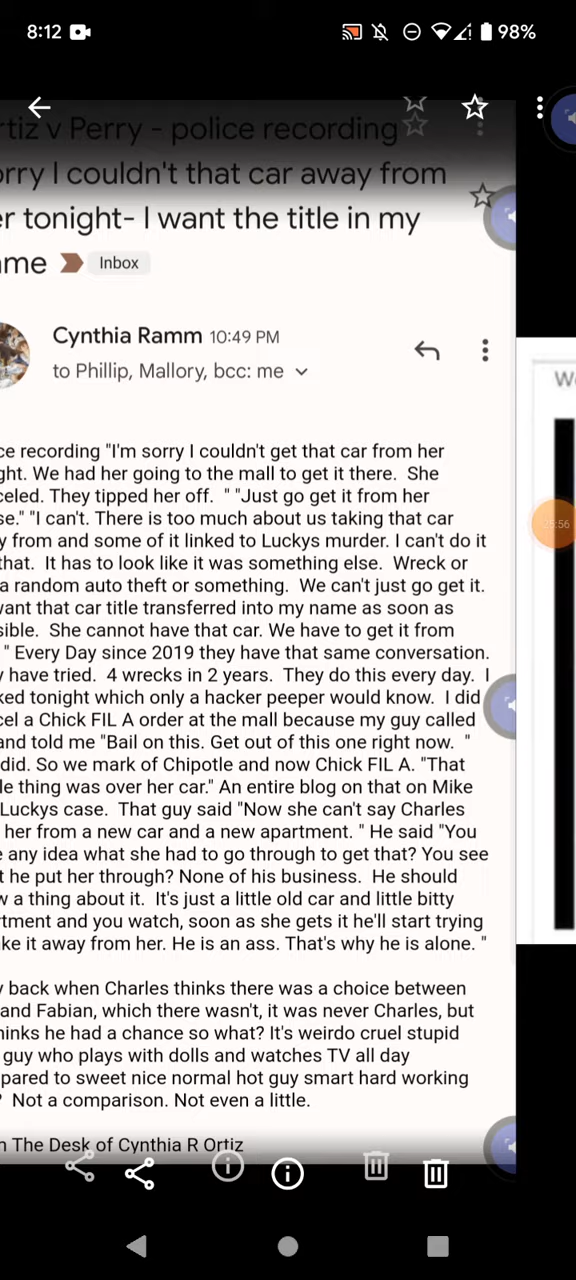 8:12
98%
rtiz v Perry - police recording
orry I couldn't that car away from
er tonight- I want the title in my
ame Inbox
Cynthia Ramm 10:49 PM
to Phillip, Mallory, bcc: me
ce recording "I'm sorry I couldn't get that car from her
ght. We had her going to the mall to get it there. She
celed. They tipped her off. " "Just go get it from her
se." "I can't. There is too much about us taking that car
y from and some of it linked to Luckys murder. I can't do it
that. It has to look like it was something else. Wreck or
a random auto theft or something. We can't just go get it.
vant that car title transferred into my name as soon as
sible. She cannot have that car. We have to get it from
" Every Day since 2019 they have that same conversation.
y have tried. 4 wrecks in 2 years. They do this every day. I
ked tonight which only a hacker peeper would know. I did
cel a Chick FIL A order at the mall because my guy called
and told me "Bail on this. Get out of this one right now. "
did. So we mark of Chipotle and now Chick FIL A. "That
le thing was over her car." An entire blog on that on Mike
Luckys case. That guy said "Now she can't say Charles
her from a new car and a new apartment. " He said "You
e any idea what she had to go through to get that? You see
t he put her through? None of his business. He should
w a thing about it. It's just a little old car and little bitty
rtment and you watch, soon as she gets it he'll start trying
ke it away from her. He is an ass. That's why he is alone. "
y back when Charles thinks there was a choice between
and Fabian, which there wasn't, it was never Charles, but
hinks he had a chance so what? It's weirdo cruel stupid
guy who plays with dolls and watches TV all day
pared to sweet nice normal hot guy smart hard working
? Not a comparison. Not even a little.
n The Desk of Cynthia R Ortiz